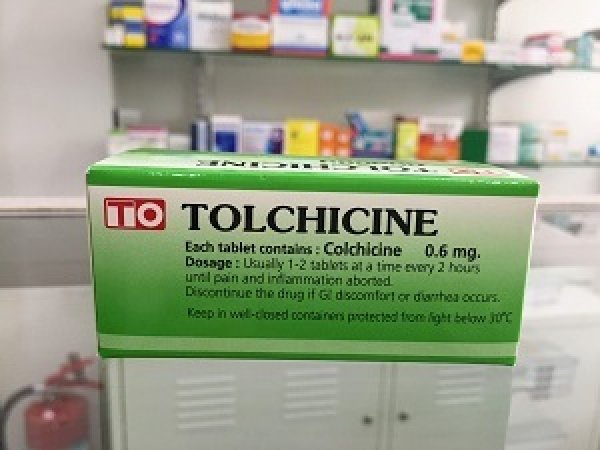 TOLCHICINE
TO TOLCHICINE
Each tablet contains : Colchicine 0.6 mg.
Dosage : Usually 1-2 tablets at a time every 2 hours
until pain and inflammation aborted.
Discontinue the drug if GI discomfort or diarrhea occurs.
Keep in well-closed containers protected from light below 30°C